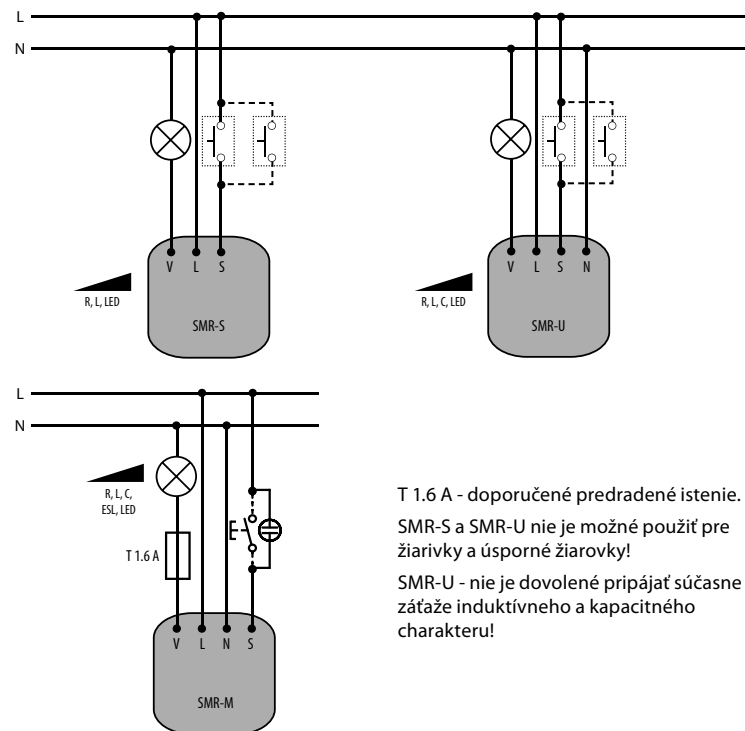 L
N
V L S
R, L, LED
SMR-S
V L S N
R, L, C, LED
SMR-U
L
N
R, L, C,
ESL, LED
T 1.6 A
V L N S
SMR-M
T 1.6 A - doporučené predradené istenie.
SMR-S a SMR-U nie je možné použiť pre
žiarivky a úsporné žiarovky!
SMR-U - nie je dovolené pripájať súčasne
záťaže induktívneho a kapacitného
charakteru!